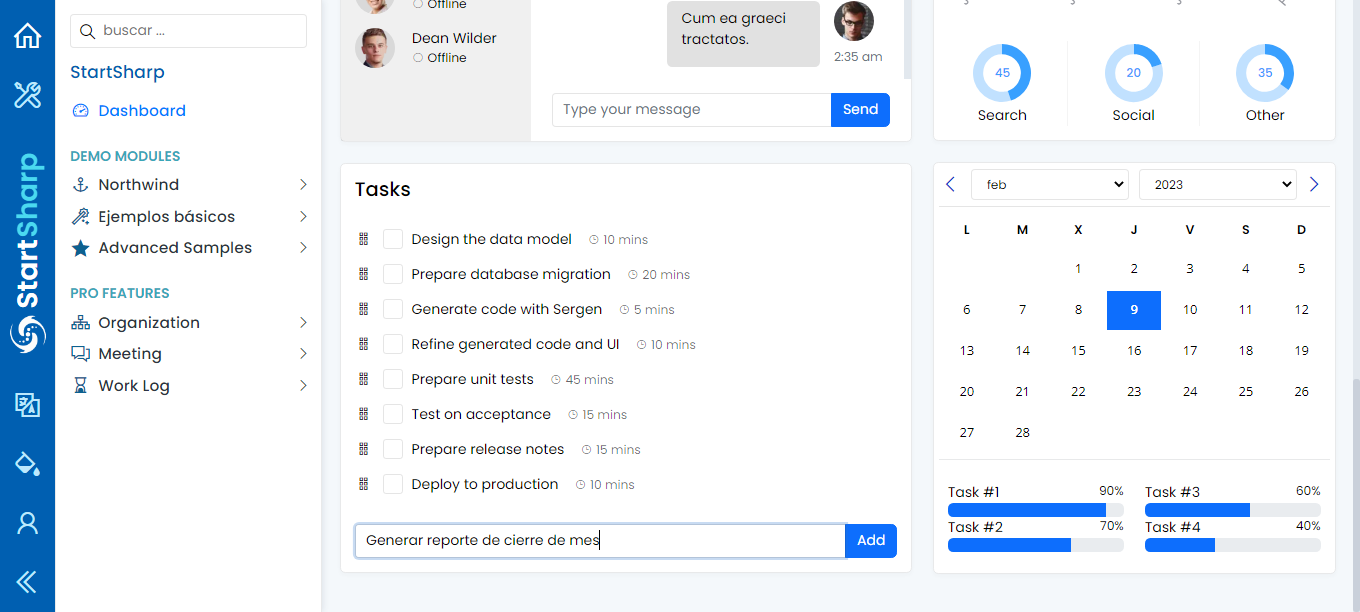 buscar ...
StartSharp
Dashboard
DEMO MODULES
Northwind
Ejemplos básicos
Advanced Samples
PRO FEATURES
Organization
Meeting
Work Log
StartSharp
Offline
Dean Wilder
Offline
Cum ea graeci
tractatos.
2:35 am
Type your message
Send
45
20
35
Search
Social
Other
Tasks
Design the data model 10 mins
Prepare database migration 20 mins
Generate code with Sergen 5 mins
Refine generated code and UI 10 mins
Prepare unit tests 45 mins
Test on acceptance 15 mins
Prepare release notes 15 mins
Deploy to production 10 mins
Generar reporte de cierre de mes
Add
feb 2023
L M X J V S D
1 2 3 4 5
6 7 8 9 10 11 12
13 14 15 16 17 18 19
20 21 22 23 24 25 26
27 28
Task #1 90%
Task #3 60%
Task #2 70%
Task #4 40%